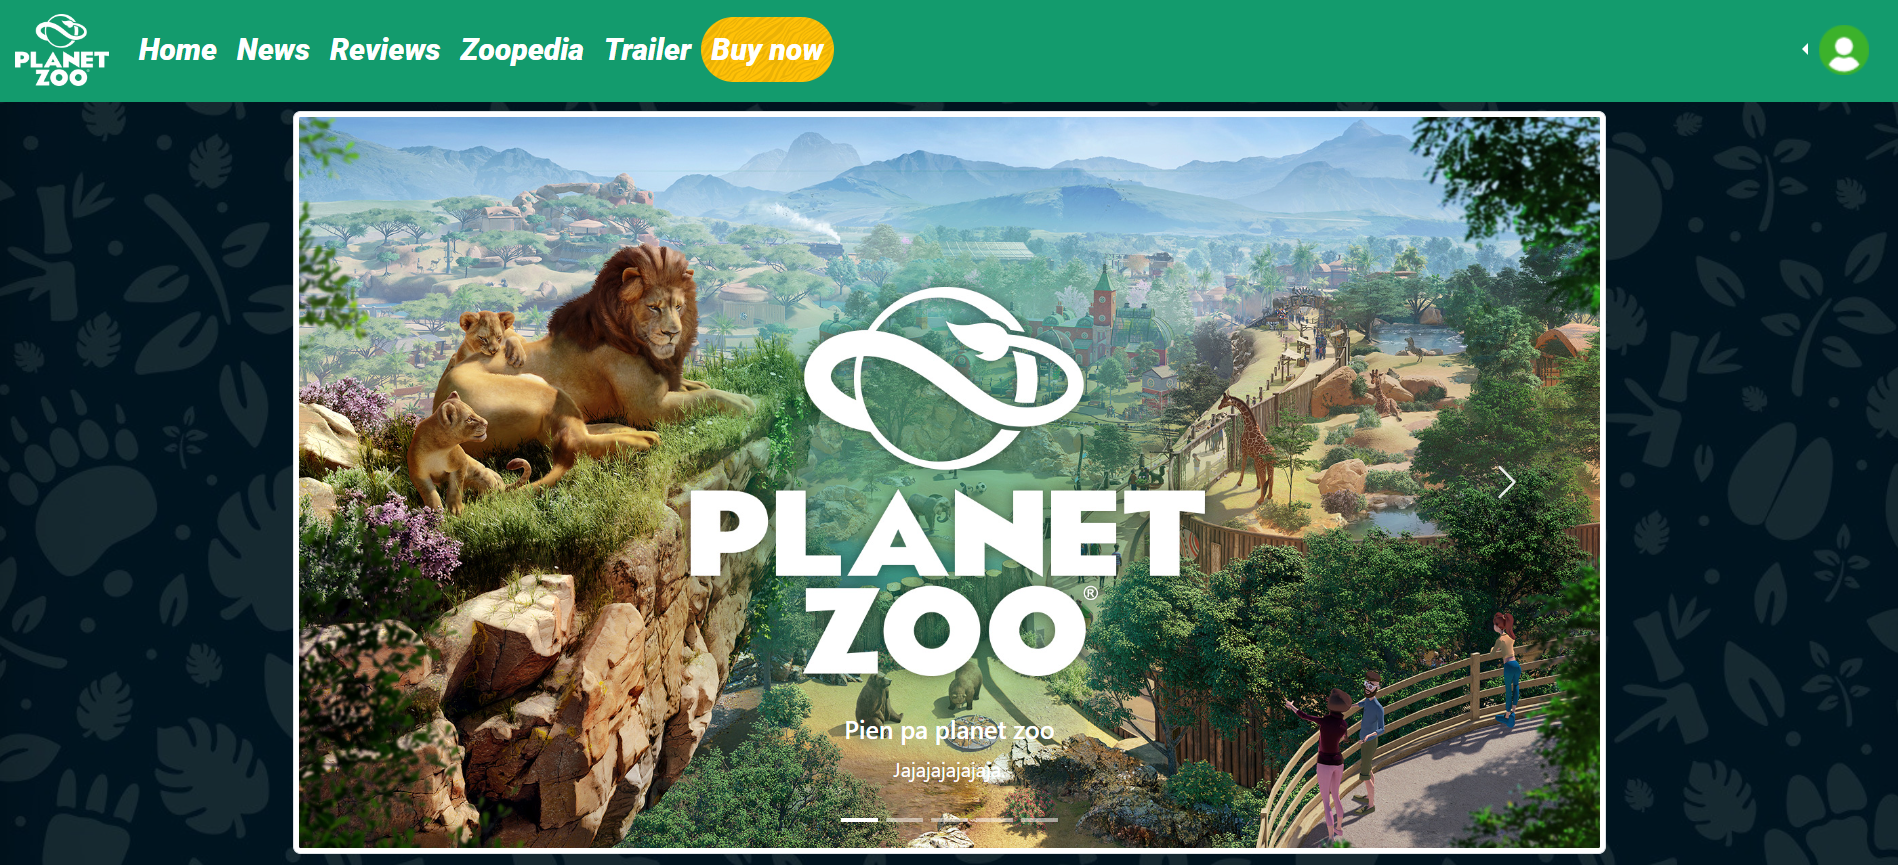 PLANET
ZOO
Home News Reviews Zoopedia Trailer Buy now
PLANET
ZOO®
Pien pa planet zoo
Jajajajajajaja.